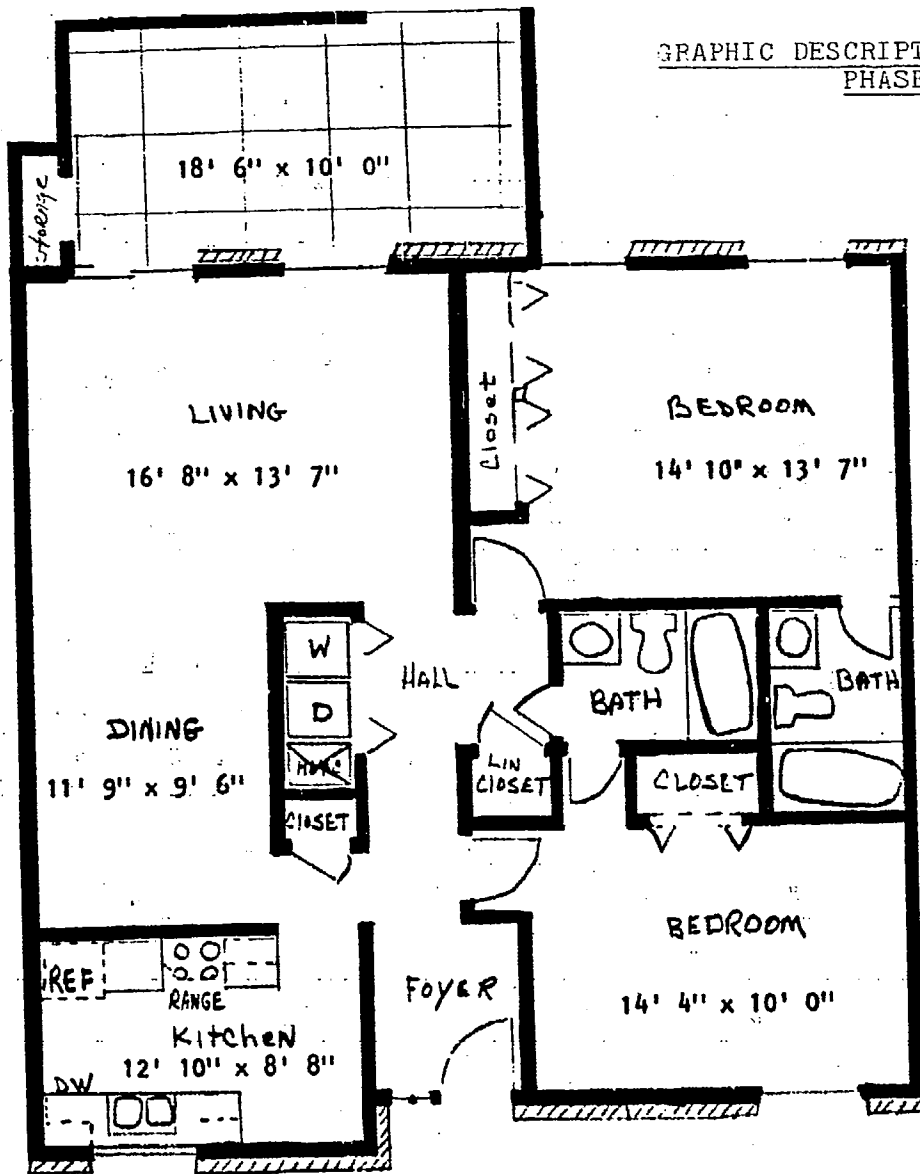 GRAPHIC DESCRIPT
PHASE
18' 6" x 10' 0"
storage
LIVING
16' 8" x 13' 7"
Closet
BEDROOM
14' 10" x 13' 7"
W
D
HALL
BATH
BATH
DINING
11' 9" x 9' 6"
LIN
CLOSET
CLOSET
CLOSET
BEDROOM
14' 4" x 10' 0"
REF
RANGE
FOYER
KitcheN
12' 10" x 8' 8"
DW